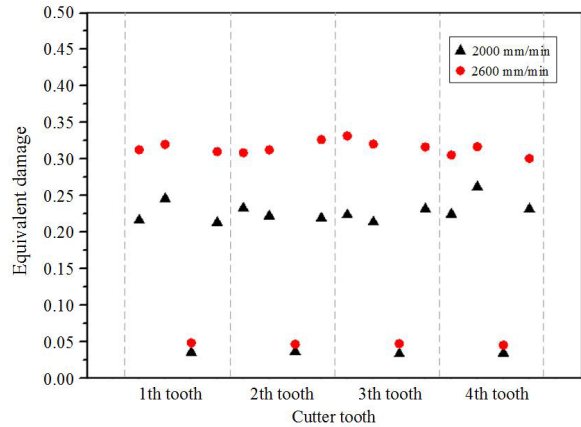 0.50
0.45
0.40
0.35
0.30
0.25
0.20
0.15
0.10
0.05
0.00
Equivalent damage
2000 mm/min
2600 mm/min
1th tooth 2th tooth 3th tooth 4th tooth
Cutter tooth